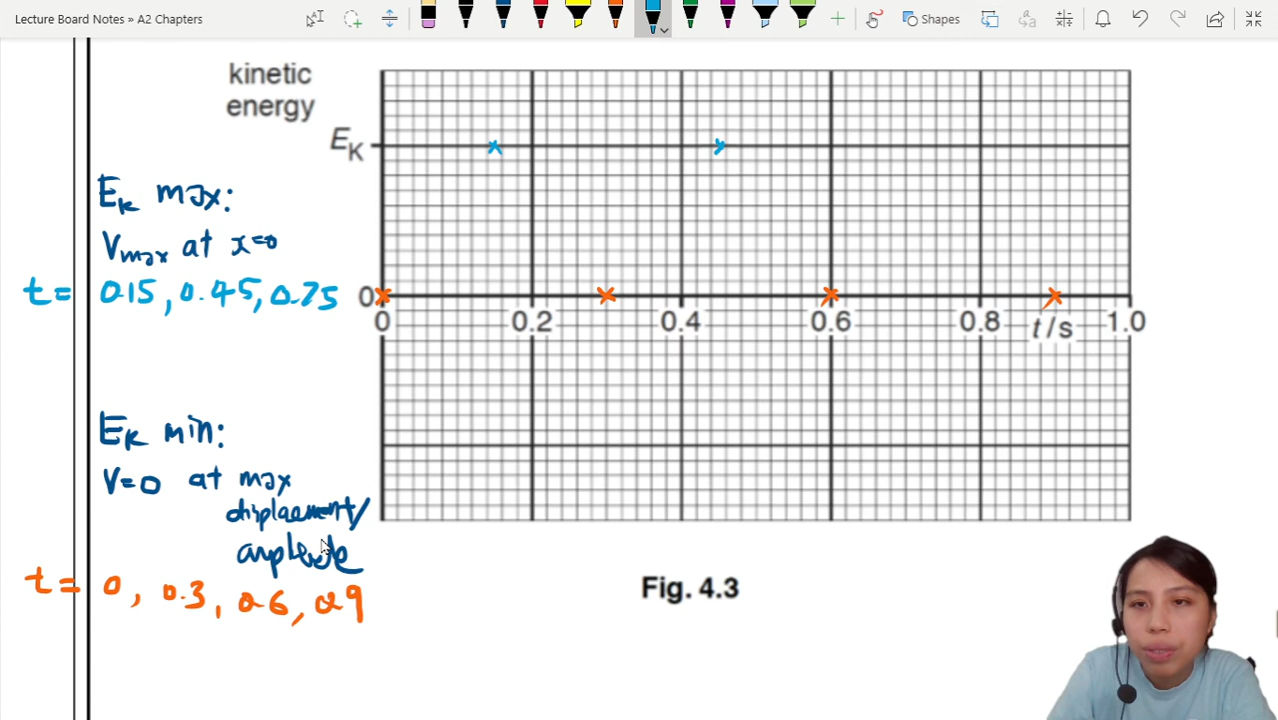 Lecture Board Notes » A2 Chapters
Shapes
kinetic
energy
EK
Ek max:
Vmax at x=0
t= 0.15, 0.45, 0.75
0
0 0.2 0.4 0.6 0.8 1.0
t/s
Ek min:
V=0 at max
displacement/
amplitude
t= 0, 0.3, 0.6, 0.9
Fig. 4.3